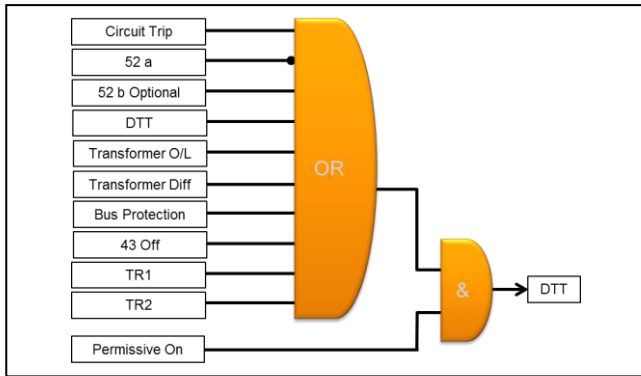 Circuit Trip
52 a
52 b Optional
DTT
Transformer O/L
Transformer Diff
Bus Protection
43 Off
TR1
TR2
Permissive On
OR
&
DTT